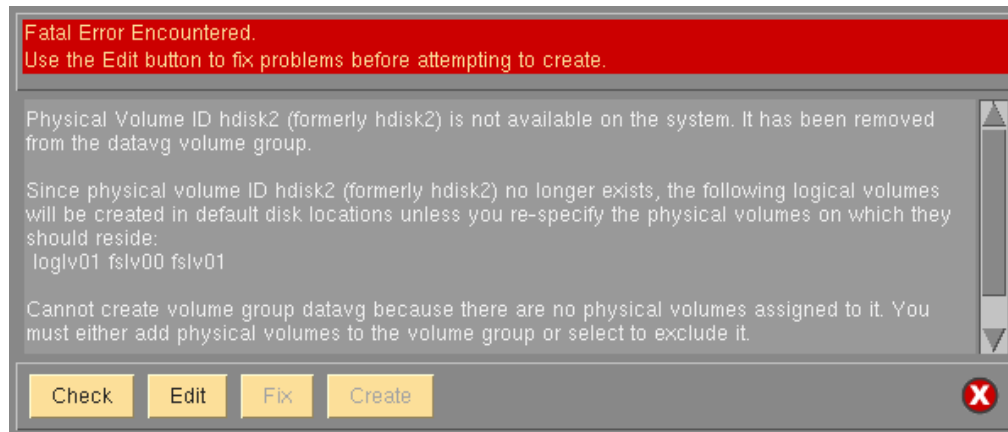 Fatal Error Encountered.
Use the Edit button to fix problems before attempting to create.
Physical Volume ID hdisk2 (formerly hdisk2) is not available on the system. It has been removed
from the datavg volume group.
Since physical volume ID hdisk2 (formerly hdisk2) no longer exists, the following logical volumes
will be created in default disk locations unless you re-specify the physical volumes on which they
should reside:
loglv01 fslv00 fslv01
Cannot create volume group datavg because there are no physical volumes assigned to it. You
must either add physical volumes to the volume group or select to exclude it.
Check Edit Fix Create